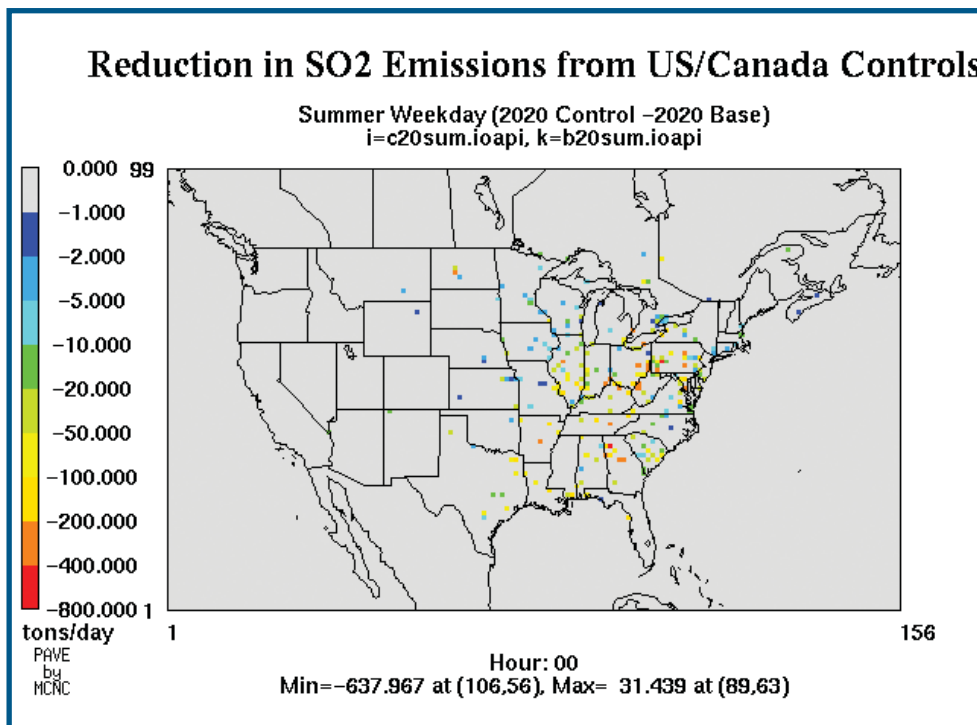 Reduction in SO2 Emissions from US/Canada Controls
Summer Weekday (2020 Control −2020 Base)
i=c20sum.ioapi, k=b20sum.ioapi
0.000 99
−1.000
−2.000
−5.000
−10.000
−20.000
−50.000
−100.000
−200.000
−400.000
−800.000 1
tons/day 1 156
PAVE
by
MCNC
Hour: 00
Min=−637.967 at (106,56), Max= 31.439 at (89,63)